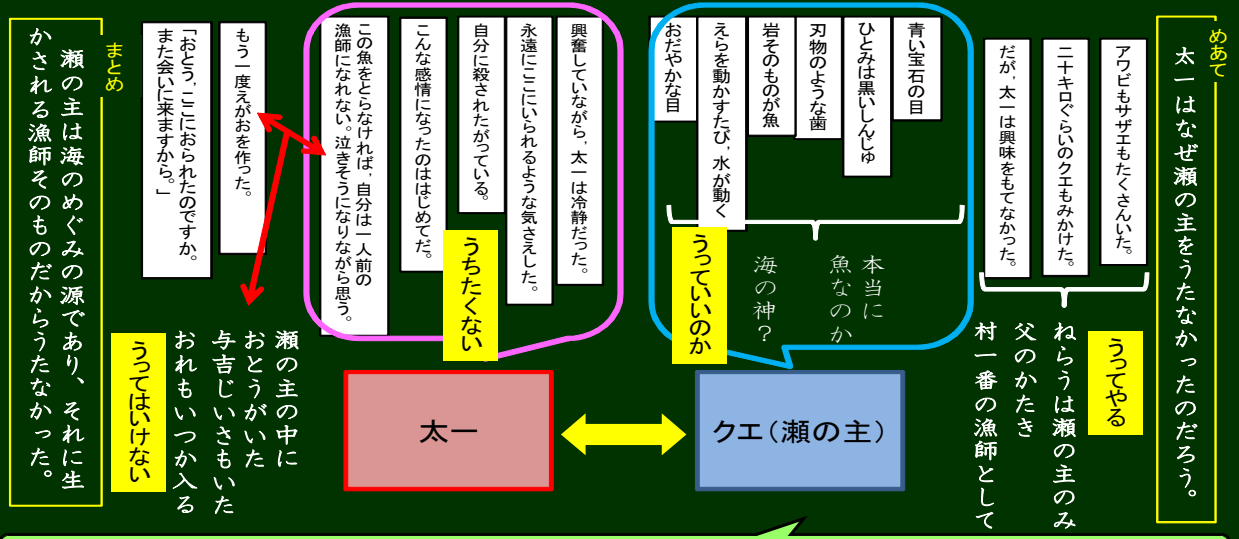 めあて
太一はなぜ瀬の主をうたなかったのだろう。
アワビもサザエもたくさんいた。
二十キロぐらいのクエもみかけた。
だが、太一は興味をもてなかった。
うってやる
ねらうは瀬の主のみ
父のかたき
村一番の漁師として
青い宝石の目
ひとみは黒いしんじゅ
刃物のような歯
岩そのものが魚
えらを動かすたび、水が動く
おだやかな目
本当に
魚なのか
海の神？
うっていいのか
クエ（瀬の主）
興奮していながら、太一は冷静だった。
永遠にここにいられるような気さえした。
自分に殺されたがっている。
こんな感情になったのははじめてだ。
この魚をとらなければ、自分は一人前の
漁師になれない。泣きそうになりながら思う。
うちたくない
太一
もう一度えがおを作った。
「おとう、ここにおられたのですか。
また会いに来ますから。」
瀬の主の中に
おとうがいた
与吉じいさもいた
おれもいつか入る
うってはいけない
まとめ
瀬の主は海のめぐみの源であり、それに生
かされる漁師そのものだからうたなかった。